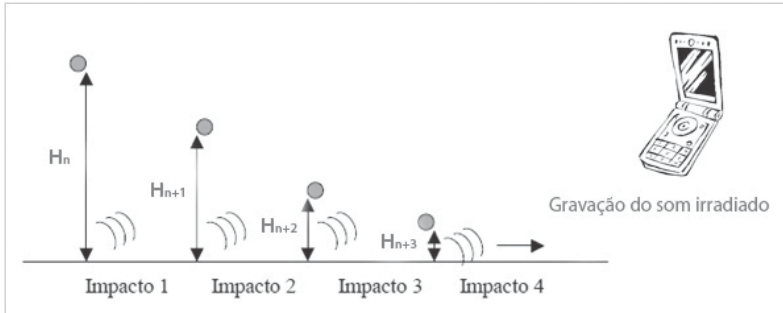 Hn
Hn+1
Hn+2
Hn+3
Gravação do som irradiado
Impacto 1 Impacto 2 Impacto 3 Impacto 4